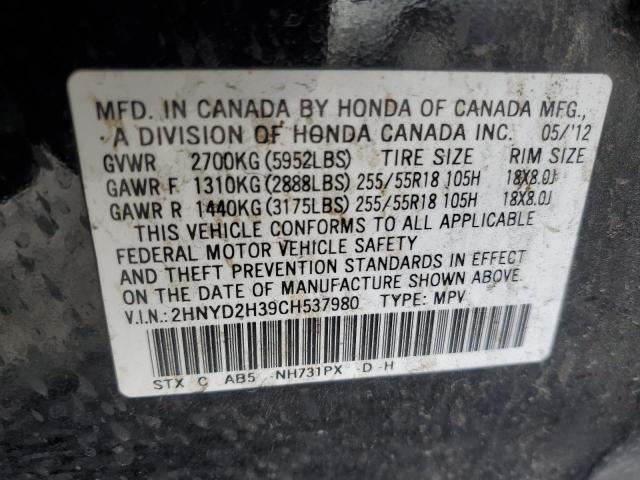 MFD. IN CANADA BY HONDA OF CANADA MFG.,
A DIVISION OF HONDA CANADA INC. 05/'12
GVWR 2700KG (5952LBS) TIRE SIZE RIM SIZE
GAWR F 1310KG (2888LBS) 255/55R18 105H 18X8.0J
GAWR R 1440KG (3175LBS) 255/55R18 105H 18X8.0J
THIS VEHICLE CONFORMS TO ALL APPLICABLE
FEDERAL MOTOR VEHICLE SAFETY
AND THEFT PREVENTION STANDARDS IN EFFECT ON
THE DATE OF MANUFACTURE SHOWN ABOVE.
V.I.N.: 2HNYD2H39CH537980 TYPE: MPV
STX C AB5 -NH731PX -D -H